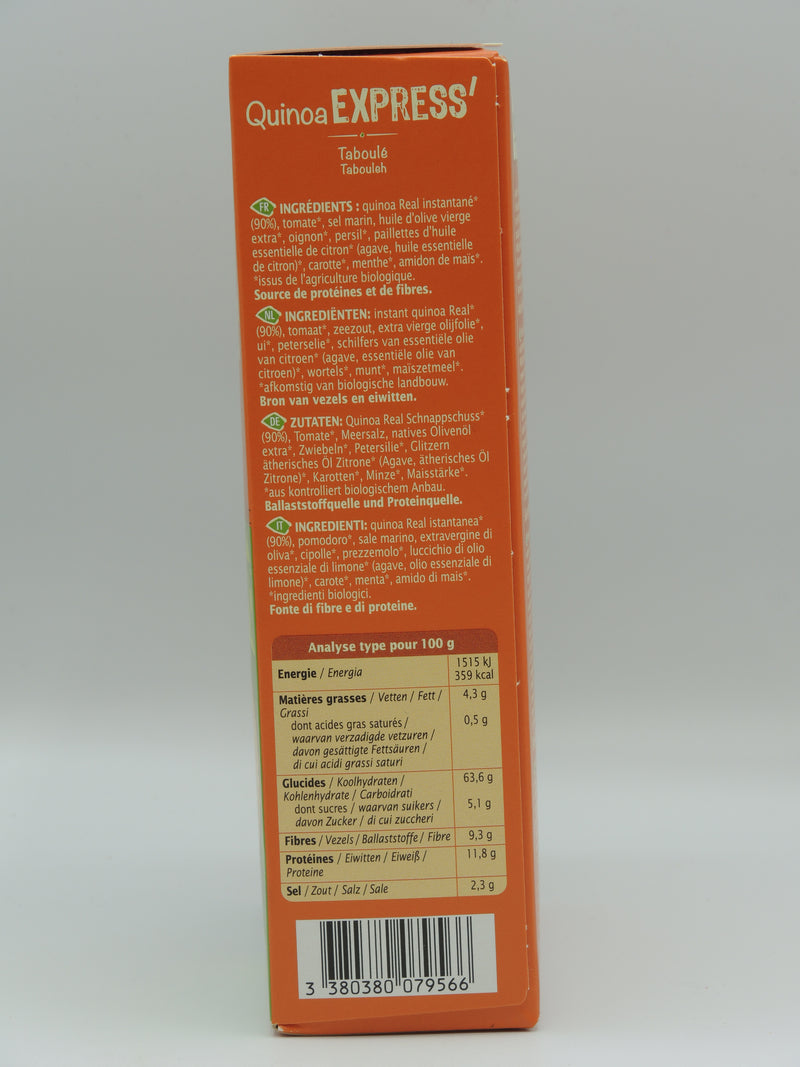 Quinoa EXPRESS'
Taboulé
Tabouleh
FR INGRÉDIENTS : quinoa Real instantané*
(90%), tomate*, sel marin, huile d'olive vierge
extra*, oignon*, persil*, paillettes d'huile
essentielle de citron* (agave, huile essentielle
de citron)*, carotte*, menthe*, amidon de maïs*.
*issus de l'agriculture biologique.
Source de protéines et de fibres.
NL INGREDIËNTEN: instant quinoa Real*
(90%), tomaat*, zeezout, extra vierge olijfolie*,
ui*, peterselie*, schilfers van essentiële olie
van citroen* (agave, essentiële olie van
citroen)*, wortels*, munt*, maïszetmeel*.
*afkomstig van biologische landbouw.
Bron van vezels en eiwitten.
DE ZUTATEN: Quinoa Real Schnappschuss*
(90%), Tomate*, Meersalz, natives Olivenöl
extra*, Zwiebeln*, Petersilie*, Glitzern
ätherisches Öl Zitrone* (Agave, ätherisches Öl
Zitrone)*, Karotten*, Minze*, Maisstärke*.
*aus kontrolliert biologischem Anbau.
Ballaststoffquelle und Proteinquelle.
IT INGREDIENTI: quinoa Real istantanea*
(90%), pomodoro*, sale marino, extravergine di
oliva*, cipolle*, prezzemolo*, luccichio di olio
essenziale di limone* (agave, olio essenziale di
limone)*, carote*, menta*, amido di mais*.
*ingredienti biologici.
Fonte di fibre e di proteine.
Analyse type pour 100 g
Energie / Energia 1515 kJ
359 kcal
Matières grasses / Vetten / Fett / 4,3 g
Grassi
dont acides gras saturés / 0,5 g
waarvan verzadigde vetzuren /
davon gesättigte Fettsäuren /
di cui acidi grassi saturi
Glucides / Koolhydraten / 63,6 g
Kohlenhydrate / Carboidrati
dont sucres / waarvan suikers / 5,1 g
davon Zucker / di cui zuccheri
Fibres / Vezels / Ballaststoffe / Fibre 9,3 g
Protéines / Eiwitten / Eiweiß / 11,8 g
Proteine
Sel / Zout / Salz / Sale 2,3 g
3 380380 079566